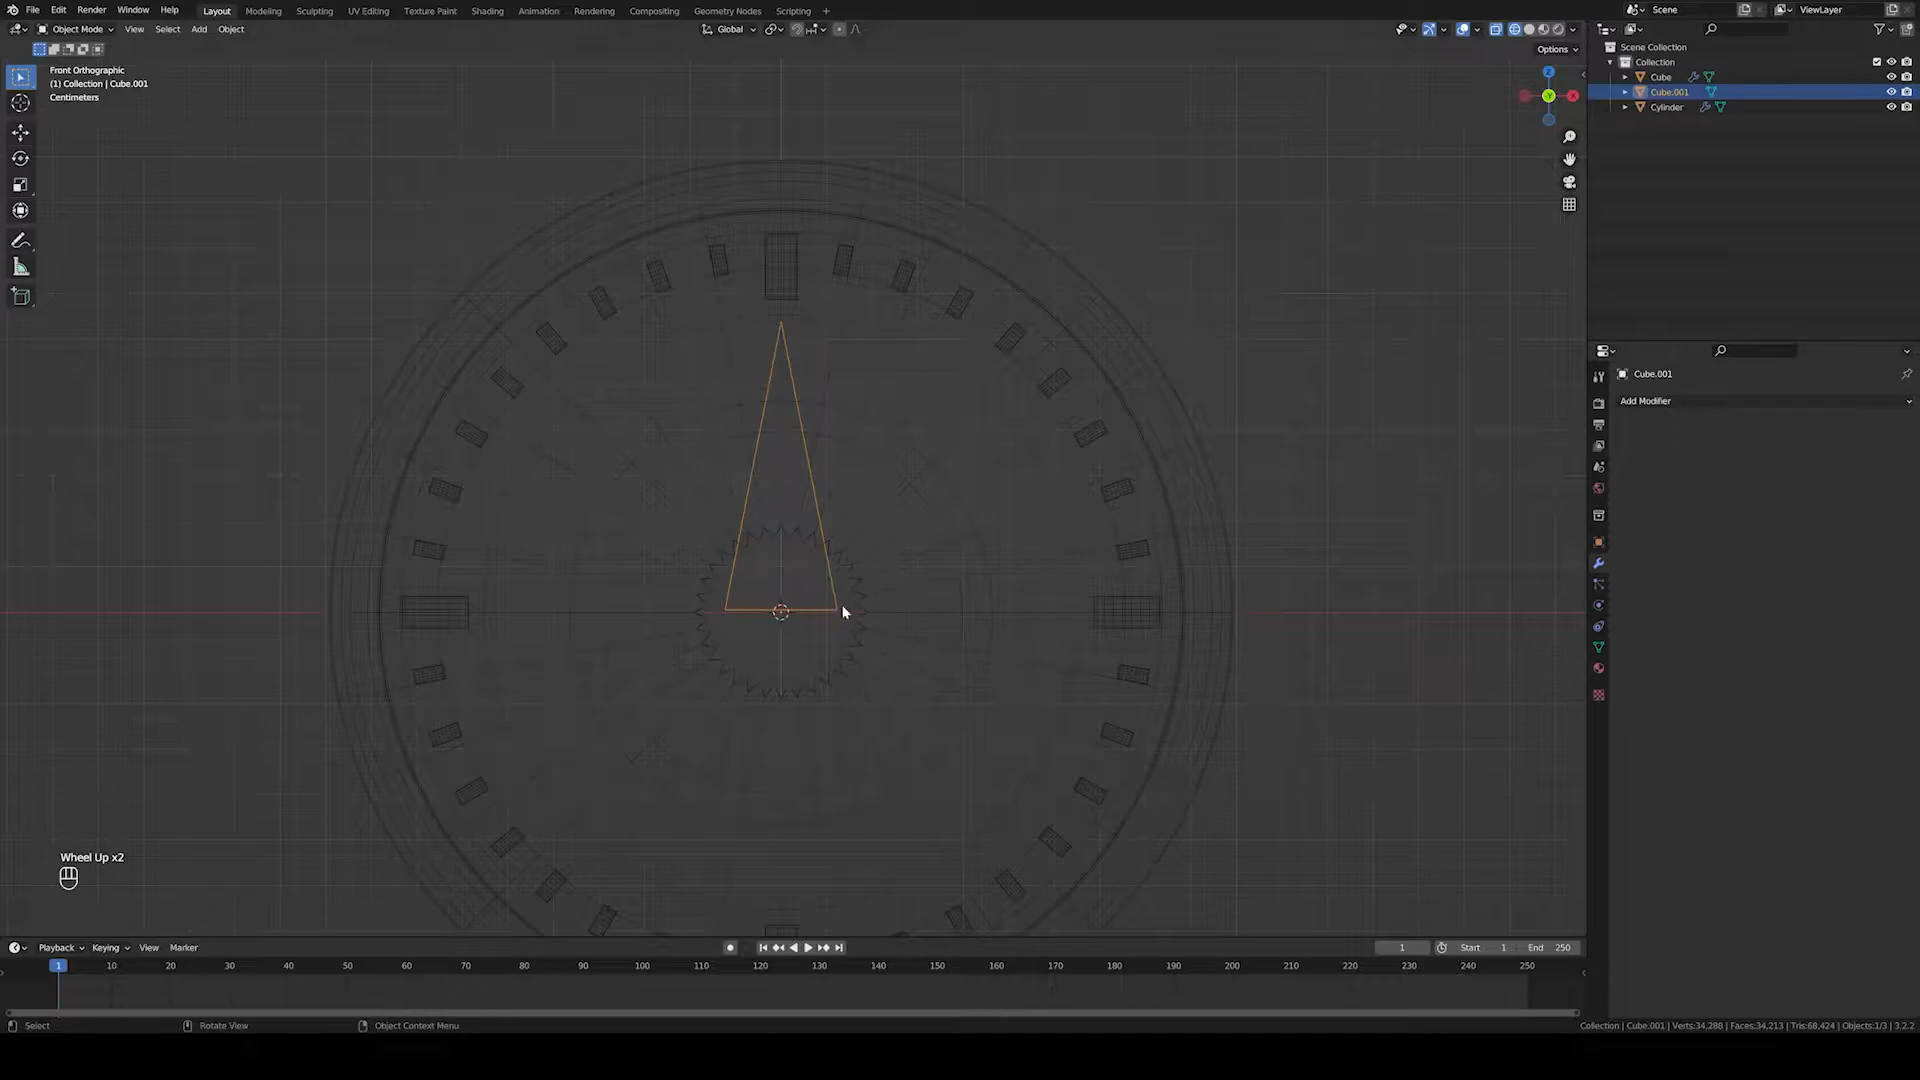 File Edit Render Window Help Layout Modeling Sculpting UV Editing Texture Paint Shading Animation Rendering Compositing Geometry Nodes Scripting + Scene ViewLayer
Object Mode View Select Add Object Global
Options
Front Orthographic
(1) Collection | Cube.001
Centimeters
Z
-Y
X
Scene Collection
Collection
Cube
Cube.001
Cylinder
Cube.001
Add Modifier
Wheel Up x2
Playback Keying View Marker 1 Start 1 End 250
1 10 20 30 40 50 60 70 80 90 100 110 120 130 140 150 160 170 180 190 200 210 220 230 240 250
Select Rotate View Object Context Menu Collection | Cube.001 | Verts:34,288 | Faces:34,213 | Tris:68,424 | Objects:1/3 | 3.2.2